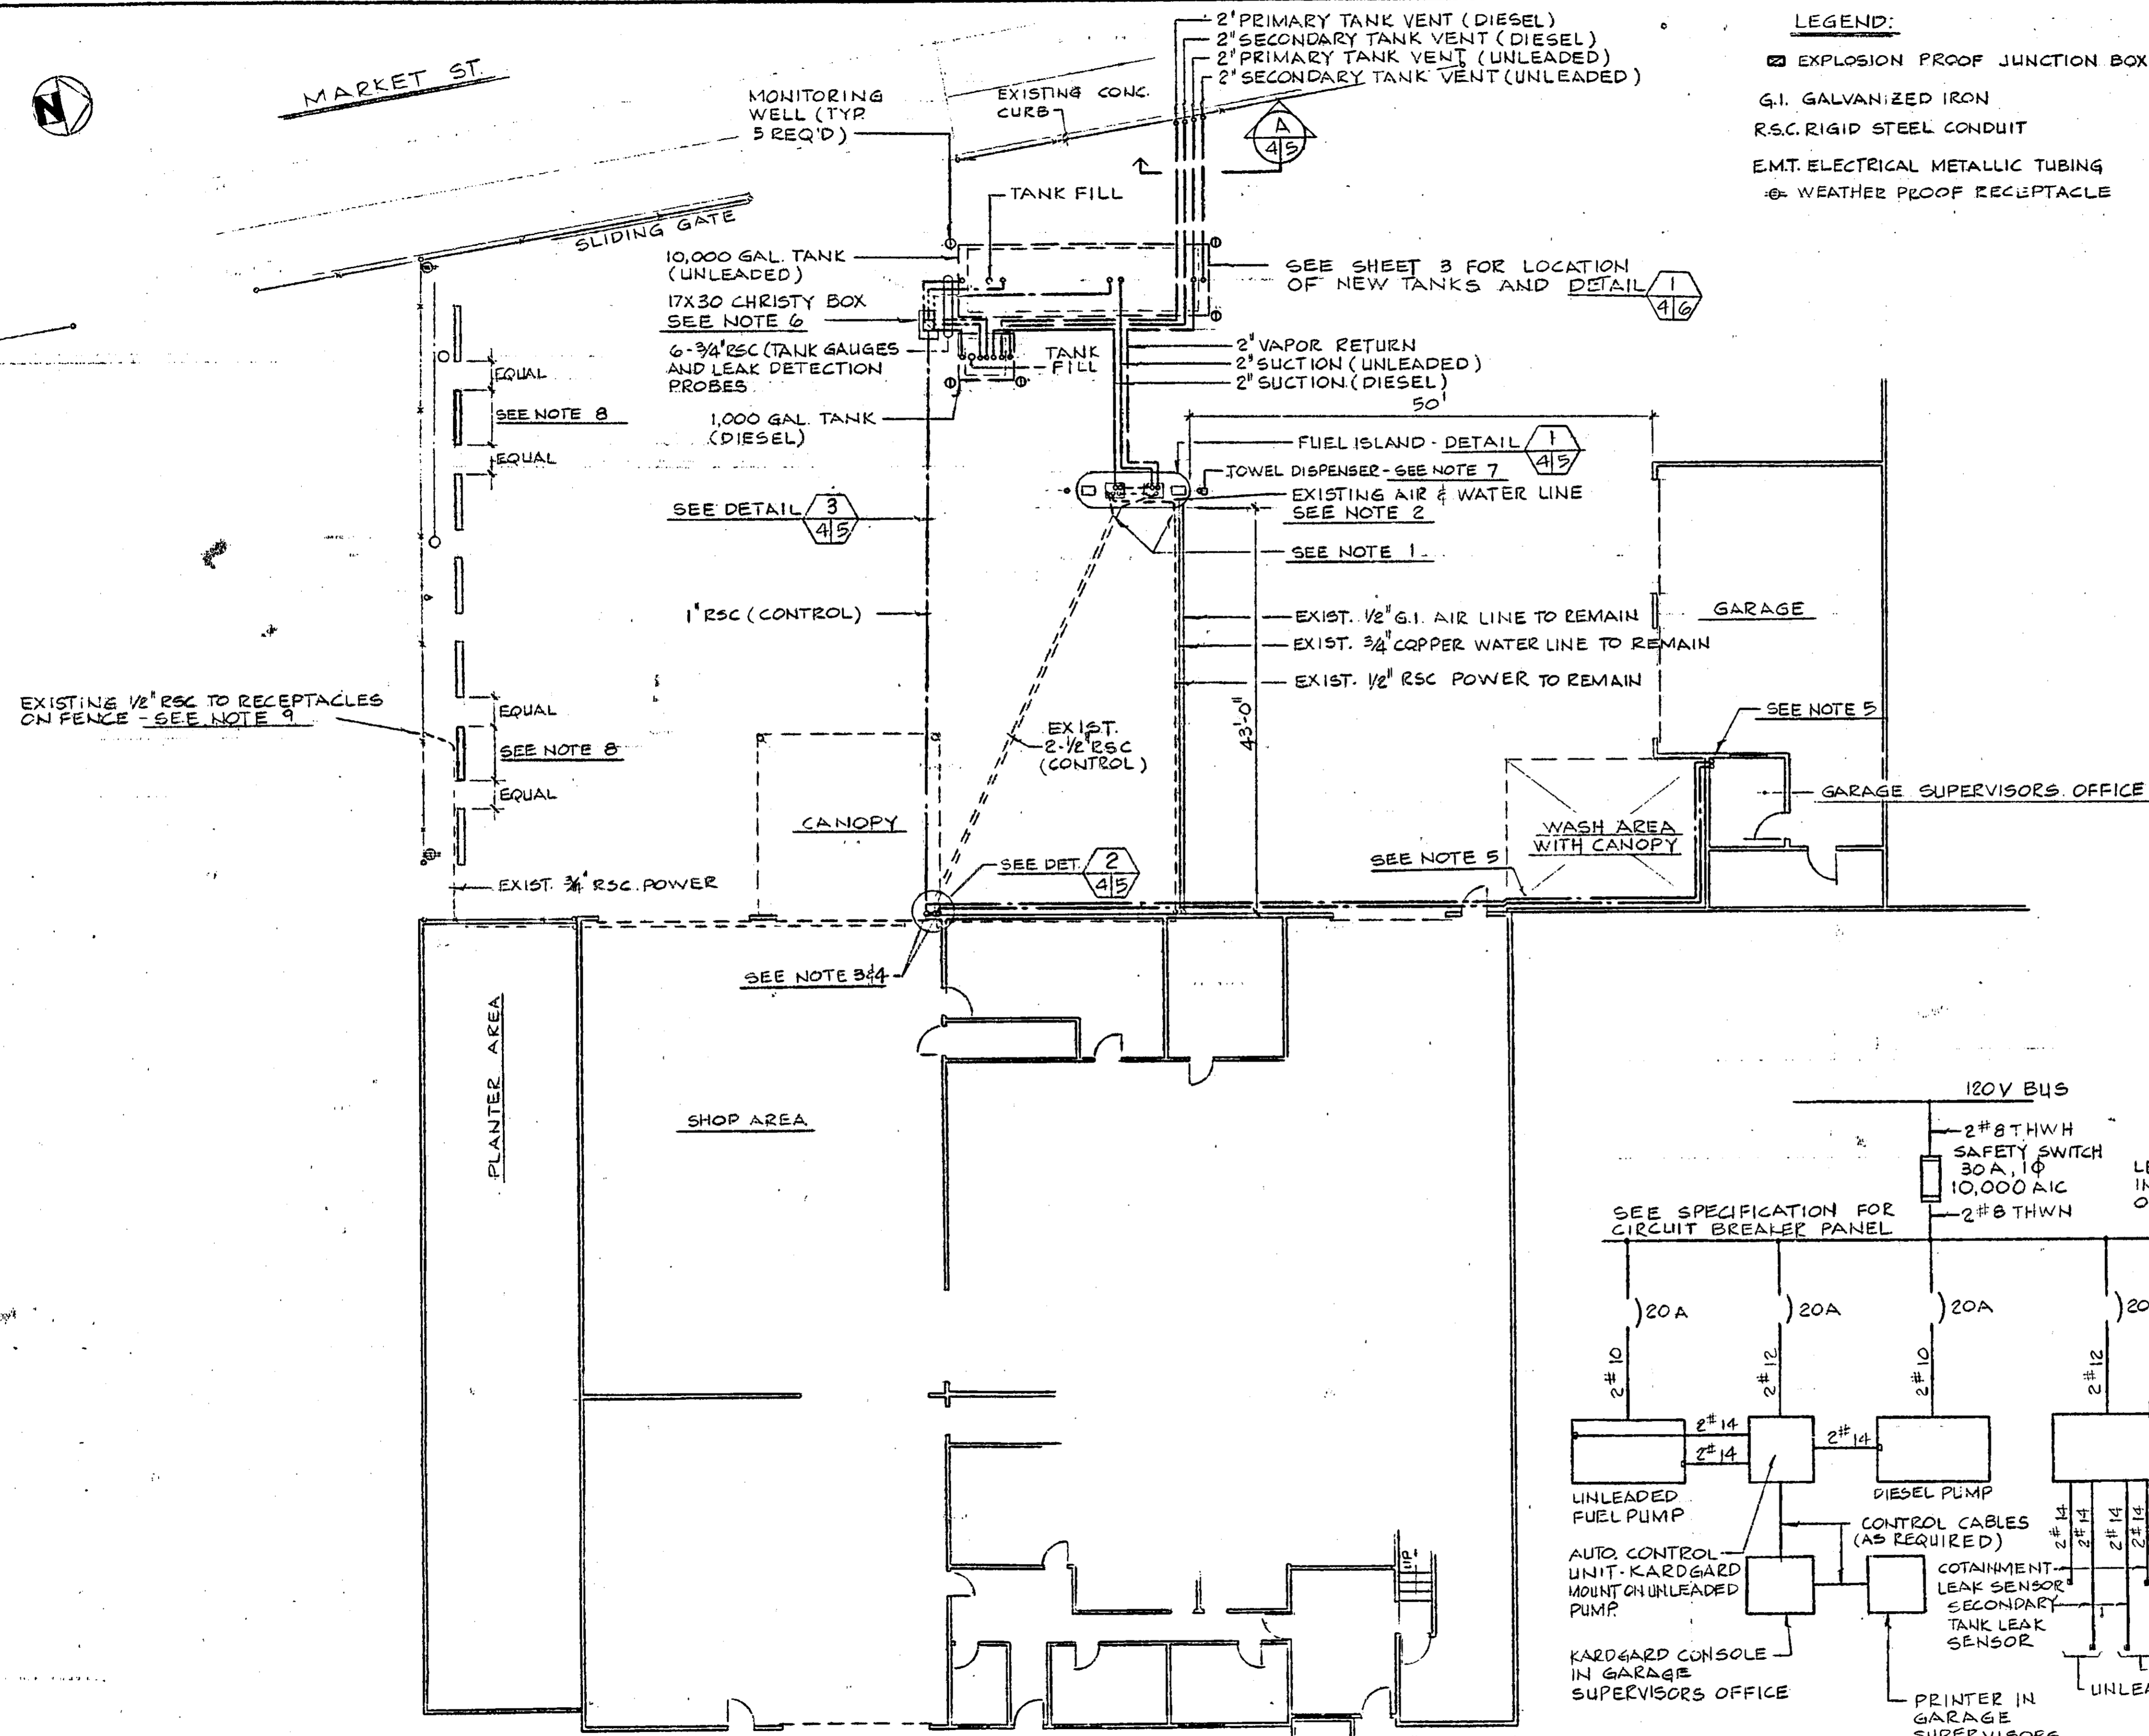 2" PRIMARY TANK VENT (DIESEL)
2" SECONDARY TANK VENT (DIESEL)
2" PRIMARY TANK VENT (UNLEADED)
2" SECONDARY TANK VENT (UNLEADED)
LEGEND:
EXPLOSION PROOF JUNCTION BOX
G.I. GALVANIZED IRON
R.S.C. RIGID STEEL CONDUIT
E.M.T. ELECTRICAL METALLIC TUBING
WEATHER PROOF RECEPTACLE
N
MARKET ST.
MONITORING
WELL (TYP.
5 REQ'D)
EXISTING CONC.
CURB
A
4 5
TANK FILL
SLIDING GATE
10,000 GAL. TANK
(UNLEADED)
17X30 CHRISTY BOX
SEE NOTE 6
6-3/4" RSC (TANK GAUGES
AND LEAK DETECTION
PROBES
1,000 GAL. TANK
(DIESEL)
TANK
FILL
SEE SHEET 3 FOR LOCATION
OF NEW TANKS AND DETAIL
1
4 6
2" VAPOR RETURN
2" SUCTION (UNLEADED)
2" SUCTION (DIESEL)
50'
EQUAL
SEE NOTE 8
EQUAL
FUEL ISLAND - DETAIL
1
4 5
TOWEL DISPENSER - SEE NOTE 7
EXISTING AIR & WATER LINE
SEE NOTE 2
SEE DETAIL
3
4 5
SEE NOTE 1
1" RSC (CONTROL)
EXIST. 1/2" G.I. AIR LINE TO REMAIN
EXIST. 3/4" COPPER WATER LINE TO REMAIN
EXIST. 1/2" RSC POWER TO REMAIN
GARAGE
EXISTING 1/2" RSC TO RECEPTACLES
ON FENCE - SEE NOTE 9
EQUAL
SEE NOTE 8
EQUAL
EXIST.
2-1/2" RSC
(CONTROL)
43'-0"
SEE NOTE 5
GARAGE SUPERVISORS OFFICE
CANOPY
WASH AREA
WITH CANOPY
SEE NOTE 5
SEE DET.
2
4 5
EXIST. 3/4" RSC. POWER
SEE NOTE 3&4
PLANTER AREA
SHOP AREA
120V BUS
2#8 THWH
SAFETY SWITCH
30A, 1Φ
10,000 AIC
2#8 THWN
SEE SPECIFICATION FOR
CIRCUIT BREAKER PANEL
20A
20A
20A
20
2#10
2#12
2#10
2#12
2#14
2#14
2#14
UNLEADED
FUEL PUMP
DIESEL PUMP
AUTO. CONTROL
UNIT-KARDGARD
MOUNT ON UNLEADED
PUMP.
CONTROL CABLES
(AS REQUIRED)
2#14
2#14
2#14
2#14
COTAINMENT
LEAK SENSOR
SECONDARY
TANK LEAK
SENSOR
KARDGARD CONSOLE
IN GARAGE
SUPERVISORS OFFICE
PRINTER IN
GARAGE
SUPERVISORS
UP